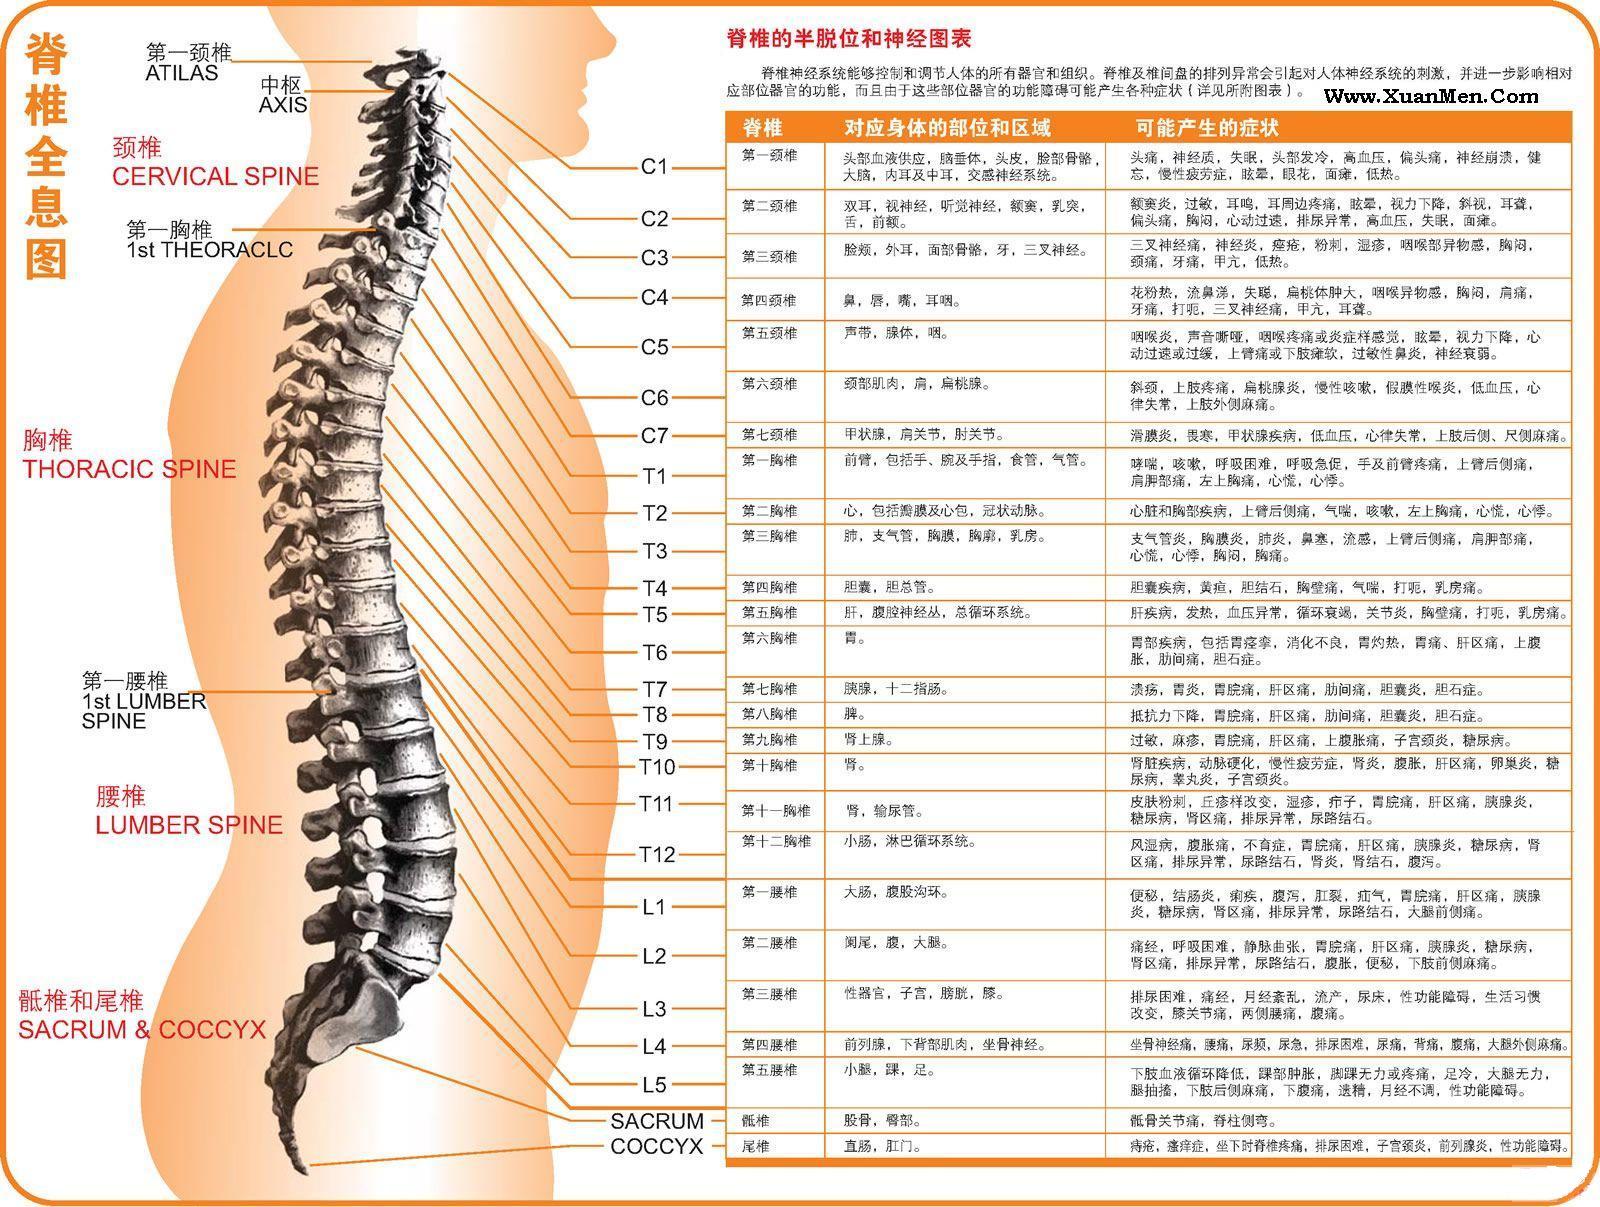 脊椎全息图
第一颈椎
ATILAS
中枢
AXIS
颈椎
CERVICAL SPINE
第一胸椎
1st THEORACLC
胸椎
THORACIC SPINE
第一腰椎
1st LUMBER
SPINE
腰椎
LUMBER SPINE
骶椎和尾椎
SACRUM & COCCYX
C1
C2
C3
C4
C5
C6
C7
T1
T2
T3
T4
T5
T6
T7
T8
T9
T10
T11
T12
L1
L2
L3
L4
L5
SACRUM
COCCYX
脊椎的半脱位和神经图表
脊椎神经系统能够控制和调节人体的所有器官和组织。脊椎及椎间盘的排列异常会引起对人体神经系统的刺激，并进一步影响相对
应部位器官的功能，而且由于这些部位器官的功能障碍可能产生各种症状（详见所附图表）。
Www.XuanMen.Com
脊椎 对应身体的部位和区域 可能产生的症状
第一颈椎
头部血液供应，脑垂体，头皮，脸部骨骼，
大脑，内耳及中耳，交感神经系统。
头痛，神经质，失眠，头部发冷，高血压，偏头痛，神经崩溃，健
忘，慢性疲劳症，眩晕，眼花，面瘫，低热。
第二颈椎
双耳，视神经，听觉神经，额窦，乳突，
舌，前额。
额窦炎，过敏，耳鸣，耳周边疼痛，眩晕，视力下降，斜视，耳聋，
偏头痛，胸闷，心动过速，排尿异常，高血压，失眠，面瘫。
第三颈椎
脸颊，外耳，面部骨骼，牙，三叉神经。
三叉神经痛，神经炎，痤疮，粉刺，湿疹，咽喉部异物感，胸闷，
颈痛，牙痛，甲亢，低热。
第四颈椎
鼻，唇，嘴，耳咽。
花粉热，流鼻涕，失聪，扁桃体肿大，咽喉异物感，胸闷，肩痛，
牙痛，打呃，三叉神经痛，甲亢，耳聋。
第五颈椎
声带，腺体，咽。
咽喉炎，声音嘶哑，咽喉疼痛或炎症样感觉，眩晕，视力下降，心
动过速或过缓，上臂痛或下肢瘫软，过敏性鼻炎，神经衰弱。
第六颈椎
颈部肌肉，肩，扁桃腺。
斜颈，上肢疼痛，扁桃腺炎，慢性咳嗽，假膜性喉炎，低血压，心
律失常，上肢外侧麻痛。
第七颈椎
甲状腺，肩关节，肘关节。
滑膜炎，畏寒，甲状腺疾病，低血压，心律失常，上肢后侧、尺侧麻痛。
第一胸椎
前臂，包括手、腕及手指，食管，气管。
哮喘，咳嗽，呼吸困难，呼吸急促，手及前臂疼痛，上臂后侧痛，
肩胛部痛，左上胸痛，心慌，心悸。
第二胸椎
心，包括瓣膜及心包，冠状动脉。
心脏和胸部疾病，上臂后侧痛，气喘，咳嗽，左上胸痛，心慌，心悸。
第三胸椎
肺，支气管，胸膜，胸廓，乳房。
支气管炎，胸膜炎，肺炎，鼻塞，流感，上臂后侧痛，肩胛部痛，
心慌，心悸，胸闷，胸痛。
第四胸椎
胆囊，胆总管。
胆囊疾病，黄疸，胆结石，胸壁痛，气喘，打呃，乳房痛。
第五胸椎
肝，腹腔神经丛，总循环系统。
肝疾病，发热，血压异常，循环衰竭，关节炎，胸壁痛，打呃，乳房痛。
第六胸椎
胃。
胃部疾病，包括胃痉挛，消化不良，胃灼热，胃痛、肝区痛，上腹
胀，肋间痛，胆石症。
第七胸椎
胰腺，十二指肠。
溃疡，胃炎，胃脘痛，肝区痛，肋间痛，胆囊炎，胆石症。
第八胸椎
脾。
抵抗力下降，胃脘痛，肝区痛，肋间痛，胆囊炎，胆石症。
第九胸椎
肾上腺。
过敏，麻疹，胃脘痛，肝区痛，上腹胀痛，子宫颈炎，糖尿病。
第十胸椎
肾。
肾脏疾病，动脉硬化，慢性疲劳症，肾炎，腹胀，肝区痛，卵巢炎，糖
尿病，睾丸炎，子宫颈炎。
第十一胸椎
肾，输尿管。
皮肤粉刺，丘疹样改变，湿疹，疖子，胃脘痛，肝区痛，胰腺炎，
糖尿病，肾区痛，排尿异常，尿路结石。
第十二胸椎
小肠，淋巴循环系统。
风湿病，腹胀痛，不育症，胃脘痛，肝区痛，胰腺炎，糖尿病，肾
区痛，排尿异常，尿路结石，肾炎，肾结石，腹泻。
第一腰椎
大肠，腹股沟环。
便秘，结肠炎，痢疾，腹泻，肛裂，疝气，胃脘痛，肝区痛，胰腺
炎，糖尿病，肾区痛，排尿异常，尿路结石，大腿前侧痛。
第二腰椎
阑尾，腹，大腿。
痛经，呼吸困难，静脉曲张，胃脘痛，肝区痛，胰腺炎，糖尿病，
肾区痛，排尿异常，尿路结石，腹胀，便秘，下肢前侧麻痛。
第三腰椎
性器官，子宫，膀胱，膝。
排尿困难，痛经，月经紊乱，流产，尿床，性功能障碍，生活习惯
改变，膝关节痛，两侧腰痛，腹痛。
第四腰椎
前列腺，下背部肌肉，坐骨神经。
坐骨神经痛，腰痛，尿频，尿急，排尿困难，尿痛，背痛，腹痛，大腿外侧麻痛。
第五腰椎
小腿，踝，足。
下肢血液循环降低，踝部肿胀，脚踝无力或疼痛，足冷，大腿无力，
腿抽搐，下肢后侧麻痛，下腹痛，遗精，月经不调，性功能障碍。
骶椎
股骨，臀部。
骶骨关节痛，脊柱侧弯。
尾椎
直肠，肛门。
痔疮，瘙痒症，坐下时脊椎疼痛，排尿困难，子宫颈炎，前列腺炎，性功能障碍。